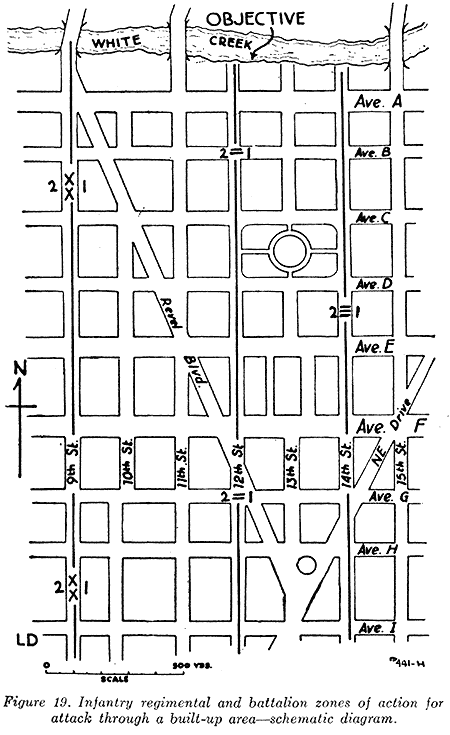 OBJECTIVE
WHITE CREEK
Ave. A
2 = 1
Ave. B
2 XX 1
Ave. C
Ave. D
Revel
2 ≡ 1
Ave. E
N
Blvd.
NE Drive
Ave. F
9th St.
10th St.
11th St.
12th St.
13th St.
14th St.
15th St.
2 = 1
Ave. G
Ave. H
2 XX 1
Ave. I
LD
0 500 YDS.
SCALE
441-H
Figure 19. Infantry regimental and battalion zones of action for
attack through a built-up area—schematic diagram.